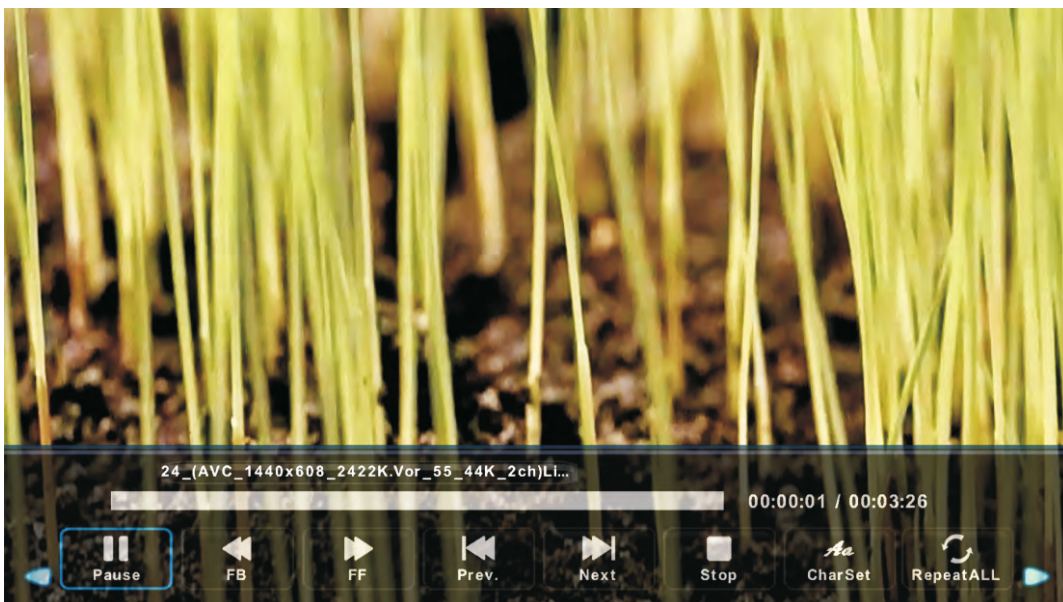 24_(AVC_1440x608_2422K.Vor_55_44K_2ch)Li...
00:00:01 / 00:03:26
Pause FB FF Prev. Next Stop Aa CharSet RepeatALL